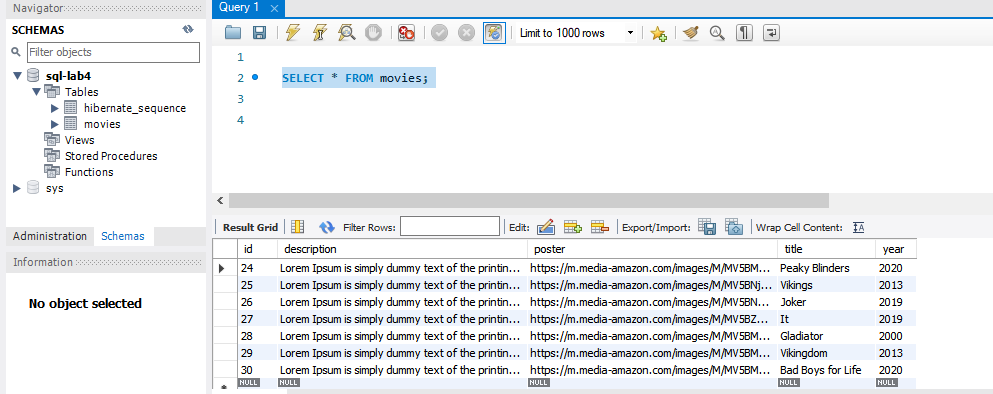 Navigator
SCHEMAS
Filter objects
sql-lab4
Tables
hibernate_sequence
movies
Views
Stored Procedures
Functions
sys
Administration Schemas
Information
No object selected
Query 1
Limit to 1000 rows
1
2 SELECT * FROM movies;
3
4
Result Grid Filter Rows: Edit: Export/Import: Wrap Cell Content: IA
id description poster title year
24 Lorem Ipsum is simply dummy text of the printin... https://m.media-amazon.com/images/M/MV5BM... Peaky Blinders 2020
25 Lorem Ipsum is simply dummy text of the printin... https://m.media-amazon.com/images/M/MV5BNj... Vikings 2013
26 Lorem Ipsum is simply dummy text of the printin... https://m.media-amazon.com/images/M/MV5BN... Joker 2019
27 Lorem Ipsum is simply dummy text of the printin... https://m.media-amazon.com/images/M/MV5BZ... It 2019
28 Lorem Ipsum is simply dummy text of the printin... https://m.media-amazon.com/images/M/MV5BM... Gladiator 2000
29 Lorem Ipsum is simply dummy text of the printin... https://m.media-amazon.com/images/M/MV5BM... Vikingdom 2013
30 Lorem Ipsum is simply dummy text of the printin... https://m.media-amazon.com/images/M/MV5BM... Bad Boys for Life 2020
NULL NULL NULL NULL NULL